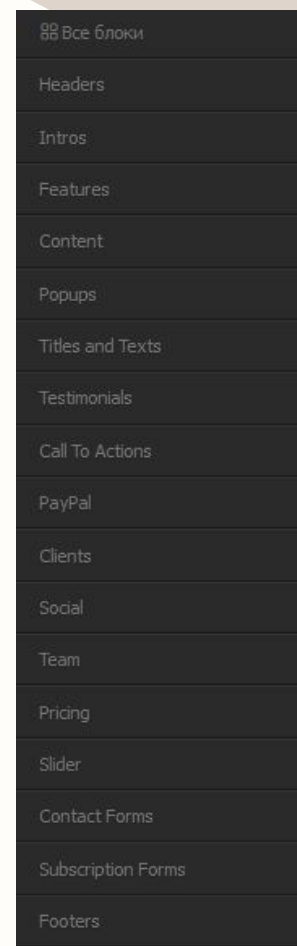 Все блоки
Headers
Intros
Features
Content
Popups
Titles and Texts
Testimonials
Call To Actions
PayPal
Clients
Social
Team
Pricing
Slider
Contact Forms
Subscription Forms
Footers